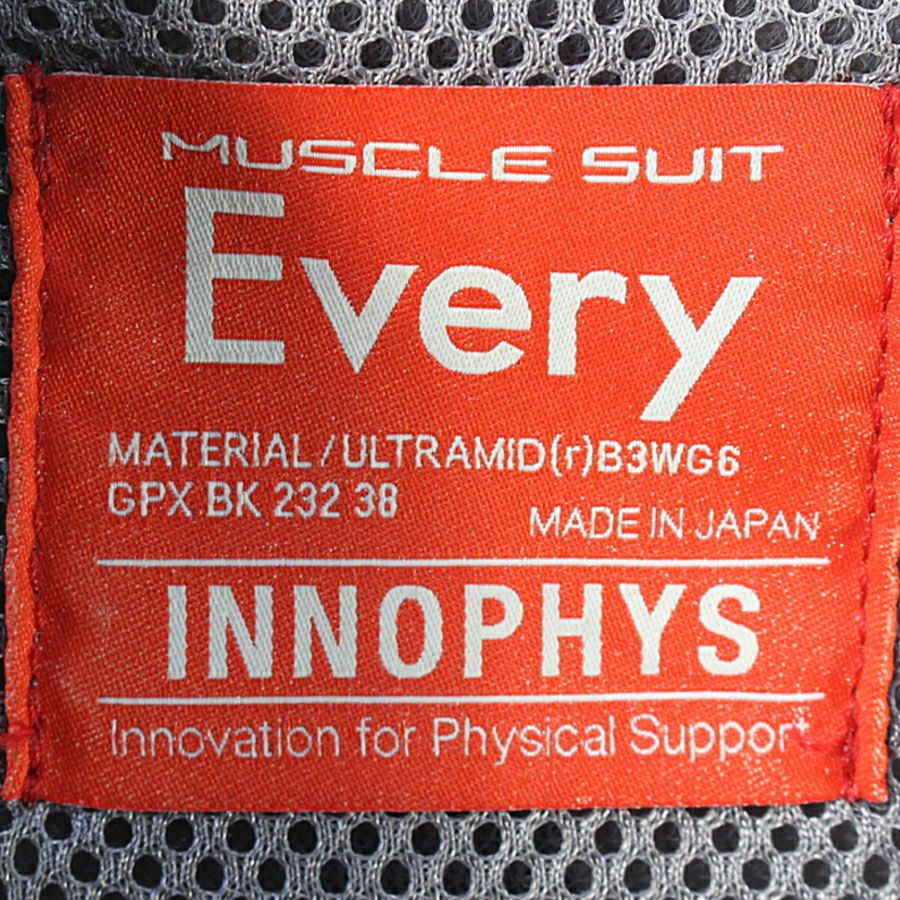 MUSCLE SUIT
Every
MATERIAL/ULTRAMID(r)B3WG6
GPX BK 232 38
MADE IN JAPAN
INNOPHYS
Innovation for Physical Support